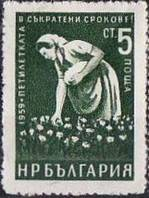 1959-ПЕТИЛЕТКАТА
В СЪКРАТЕНИ СРОКОВЕ!
СТ. 5
ПОЩА
НР БЪЛГАРИЯ